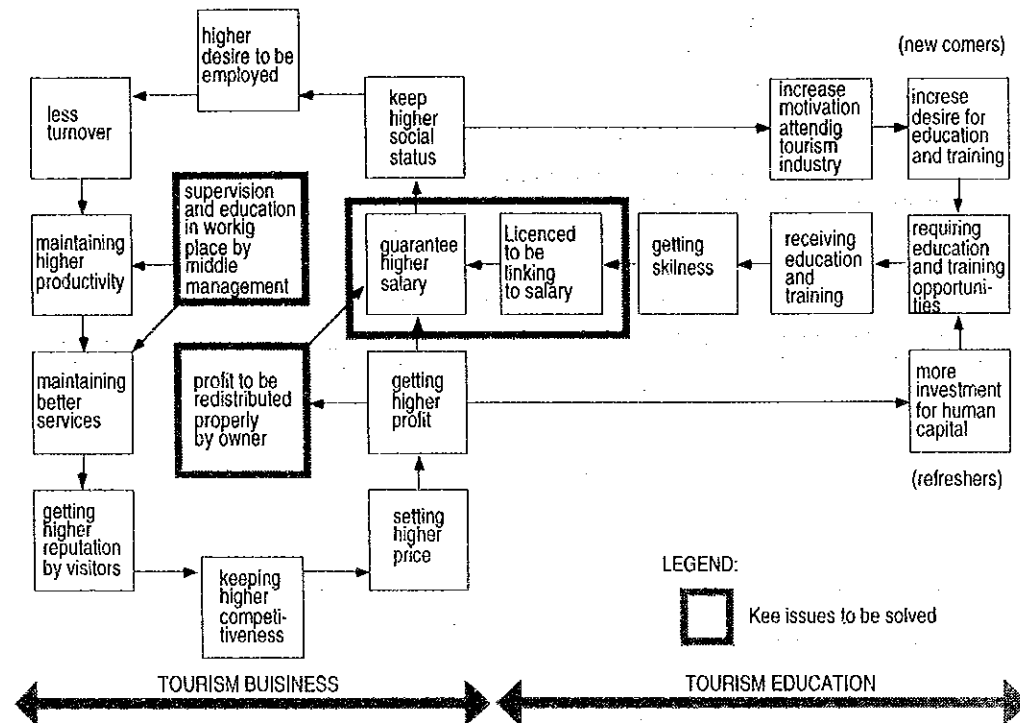 higher
desire to be
employed
(new comers)
less
turnover
keep
higher
social
status
increase
motivation
attendig
tourism
industry
increse
desire for
education
and training
supervision
and education
in workig
place by
middle
management
maintaining
higher
productivity
guarantee
higher
salary
Licenced
to be
linking
to salary
getting
skilness
receiving
education
and
training
requiring
education
and training
opportuni-
ties
maintaining
better
services
profit to be
redistributed
properly
by owner
getting
higher
profit
more
investment
for human
capital
(refreshers)
getting
higher
reputation
by visitors
keeping
higher
competi-
tiveness
setting
higher
price
LEGEND:
Kee issues to be solved
TOURISM BUISINESS
TOURISM EDUCATION